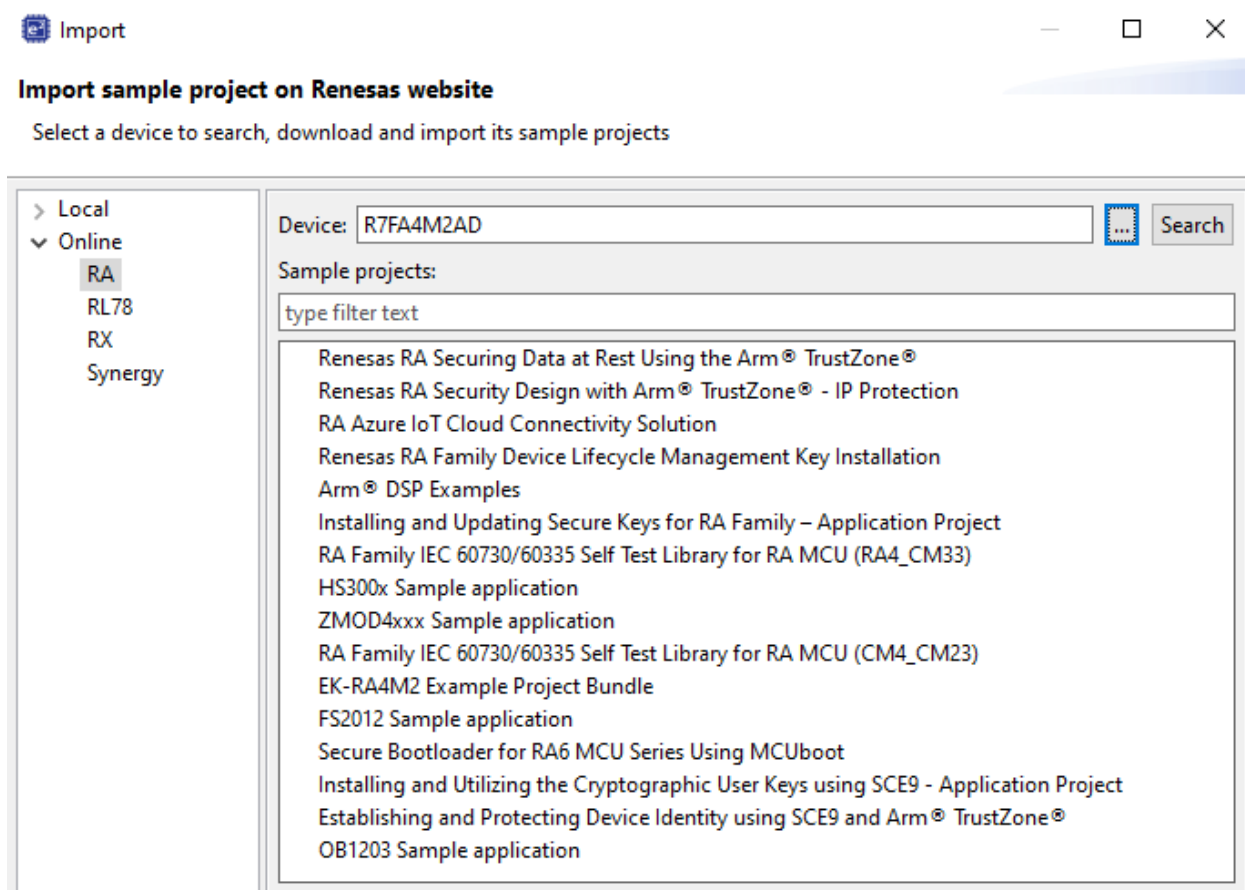 Import
Import sample project on Renesas website
Select a device to search, download and import its sample projects
Local
Online
RA
RL78
RX
Synergy
Device: R7FA4M2AD ... Search
Sample projects:
type filter text
Renesas RA Securing Data at Rest Using the Arm® TrustZone®
Renesas RA Security Design with Arm® TrustZone® - IP Protection
RA Azure IoT Cloud Connectivity Solution
Renesas RA Family Device Lifecycle Management Key Installation
Arm® DSP Examples
Installing and Updating Secure Keys for RA Family – Application Project
RA Family IEC 60730/60335 Self Test Library for RA MCU (RA4_CM33)
HS300x Sample application
ZMOD4xxx Sample application
RA Family IEC 60730/60335 Self Test Library for RA MCU (CM4_CM23)
EK-RA4M2 Example Project Bundle
FS2012 Sample application
Secure Bootloader for RA6 MCU Series Using MCUboot
Installing and Utilizing the Cryptographic User Keys using SCE9 - Application Project
Establishing and Protecting Device Identity using SCE9 and Arm® TrustZone®
OB1203 Sample application